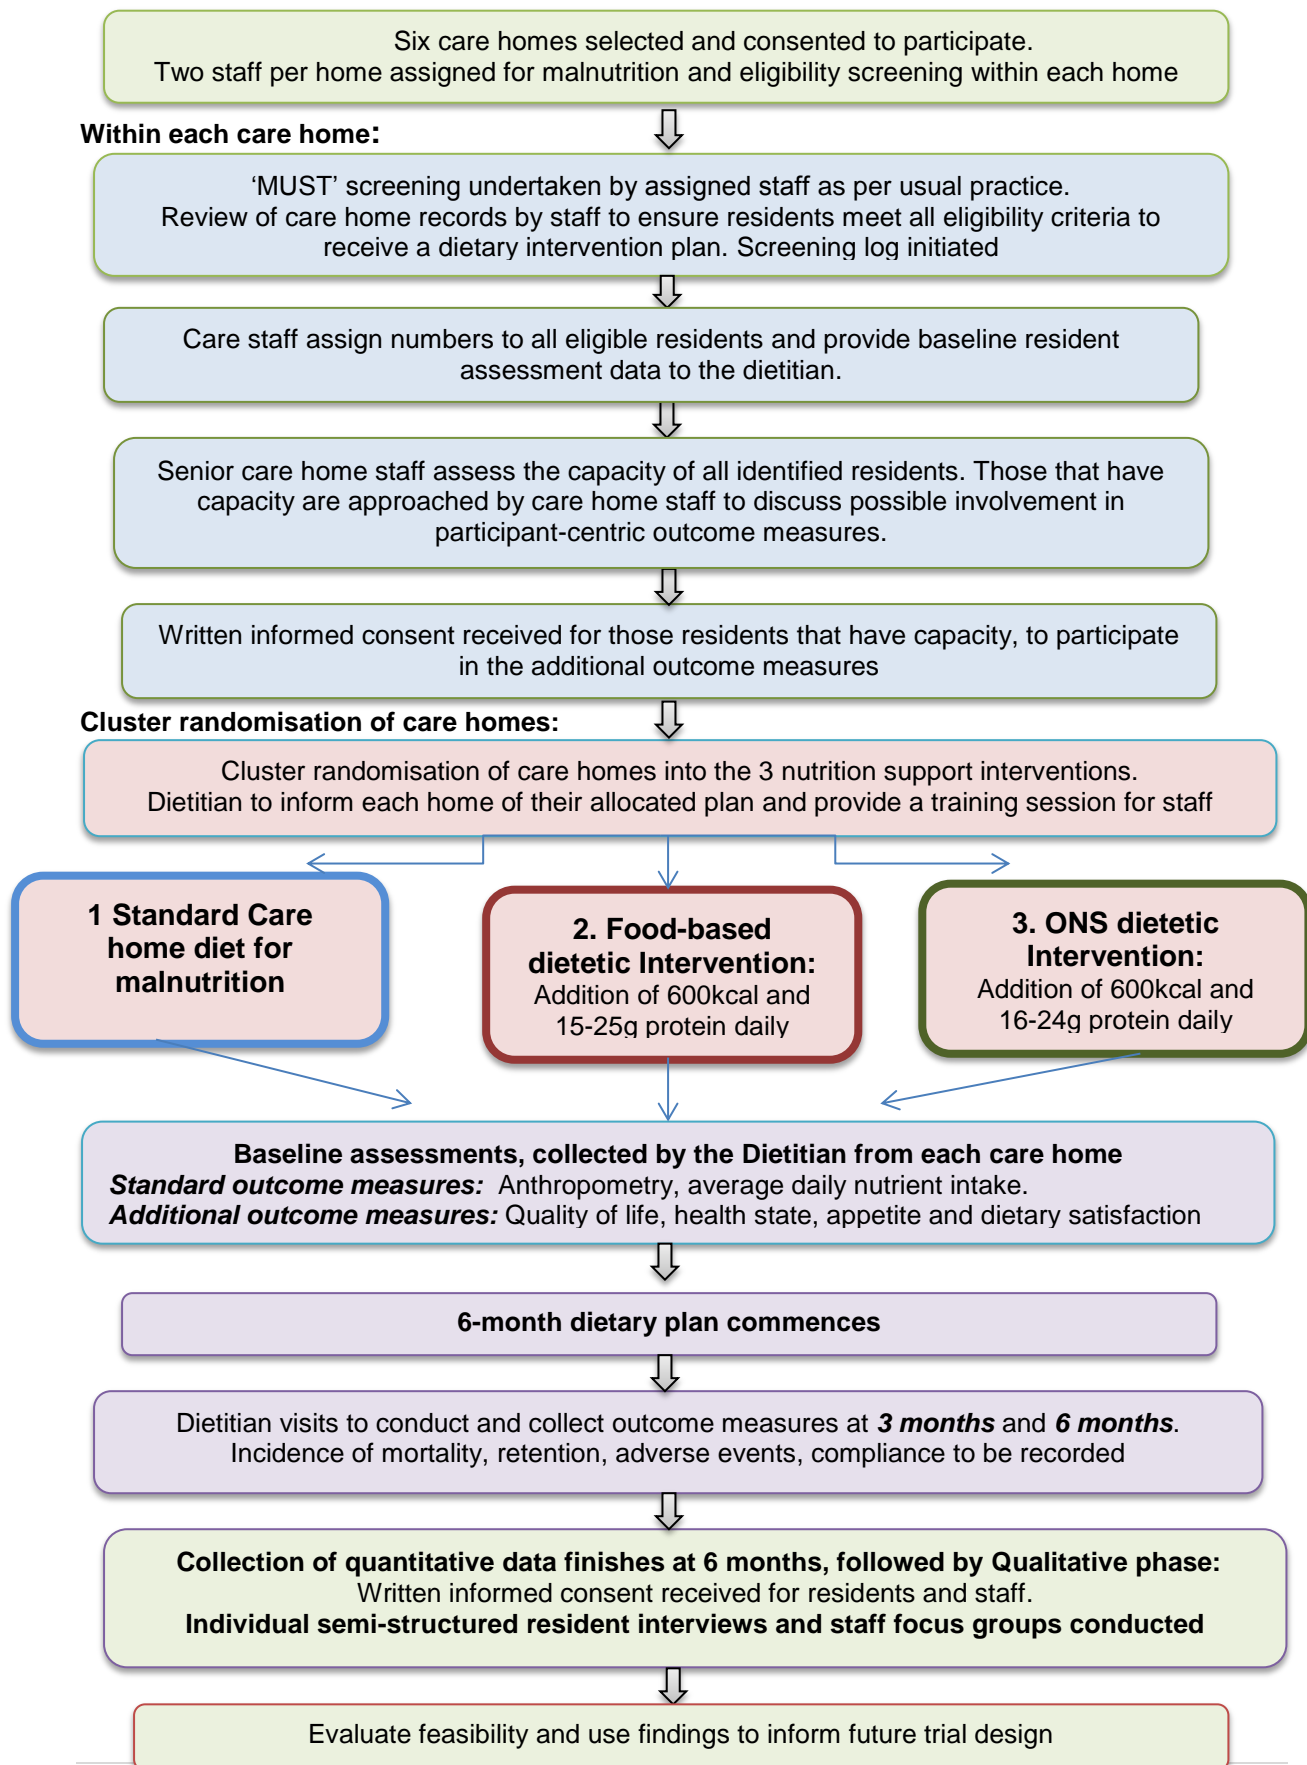 Six care homes selected and consented to participate.
Two staff per home assigned for malnutrition and eligibility screening within each home
Within each care home:
‘MUST’ screening undertaken by assigned staff as per usual practice.
Review of care home records by staff to ensure residents meet all eligibility criteria to
receive a dietary intervention plan. Screening log initiated
Care staff assign numbers to all eligible residents and provide baseline resident
assessment data to the dietitian.
Senior care home staff assess the capacity of all identified residents. Those that have
capacity are approached by care home staff to discuss possible involvement in
participant-centric outcome measures.
Written informed consent received for those residents that have capacity, to participate
in the additional outcome measures
Cluster randomisation of care homes:
Cluster randomisation of care homes into the 3 nutrition support interventions.
Dietitian to inform each home of their allocated plan and provide a training session for staff
1 Standard Care
home diet for
malnutrition
2. Food-based
dietetic Intervention:
Addition of 600kcal and
15-25g protein daily
3. ONS dietetic
Intervention:
Addition of 600kcal and
16-24g protein daily
Baseline assessments, collected by the Dietitian from each care home
Standard outcome measures: Anthropometry, average daily nutrient intake.
Additional outcome measures: Quality of life, health state, appetite and dietary satisfaction
6-month dietary plan commences
Dietitian visits to conduct and collect outcome measures at 3 months and 6 months.
Incidence of mortality, retention, adverse events, compliance to be recorded
Collection of quantitative data finishes at 6 months, followed by Qualitative phase:
Written informed consent received for residents and staff.
Individual semi-structured resident interviews and staff focus groups conducted
Evaluate feasibility and use findings to inform future trial design